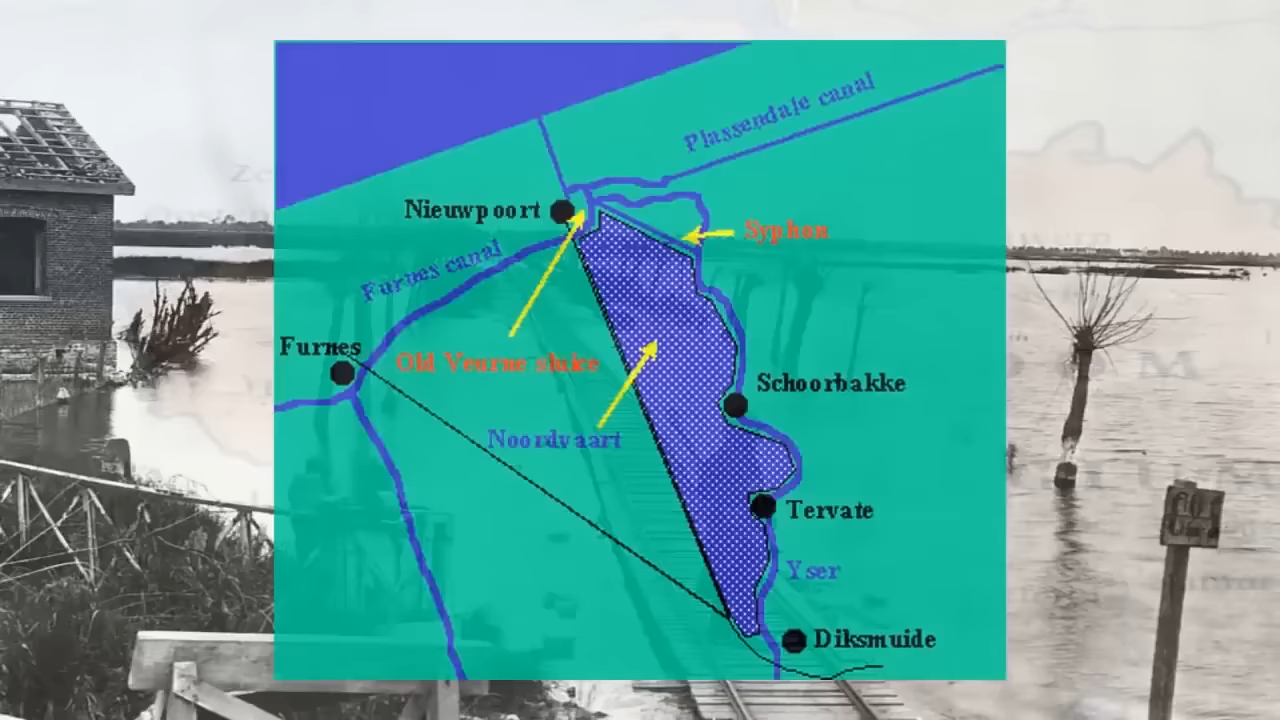 Plassendale canal
Nieuwpoort
Syphon
Furnes canal
Furnes
Old Veurne sluice
Schoorbakke
Noordvaart
Tervate
Yser
Diksmuide